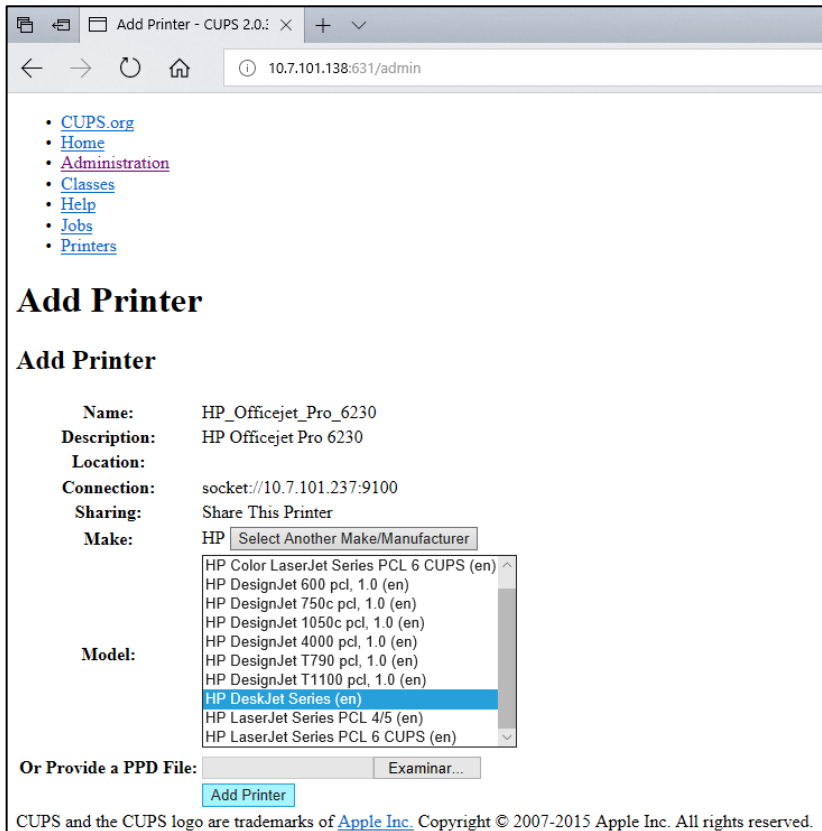 Add Printer - CUPS 2.0.:
10.7.101.138:631/admin
CUPS.org
Home
Administration
Classes
Help
Jobs
Printers
Add Printer
Add Printer
Name: HP_Officejet_Pro_6230
Description: HP Officejet Pro 6230
Location:
Connection: socket://10.7.101.237:9100
Sharing: Share This Printer
Make: HP Select Another Make/Manufacturer
HP Color LaserJet Series PCL 6 CUPS (en)
HP DesignJet 600 pcl, 1.0 (en)
HP DesignJet 750c pcl, 1.0 (en)
HP DesignJet 1050c pcl, 1.0 (en)
HP DesignJet 4000 pcl, 1.0 (en)
Model: HP DesignJet T790 pcl, 1.0 (en)
HP DesignJet T1100 pcl, 1.0 (en)
HP DeskJet Series (en)
HP LaserJet Series PCL 4/5 (en)
HP LaserJet Series PCL 6 CUPS (en)
Or Provide a PPD File: Examinar...
Add Printer
CUPS and the CUPS logo are trademarks of Apple Inc. Copyright © 2007-2015 Apple Inc. All rights reserved.